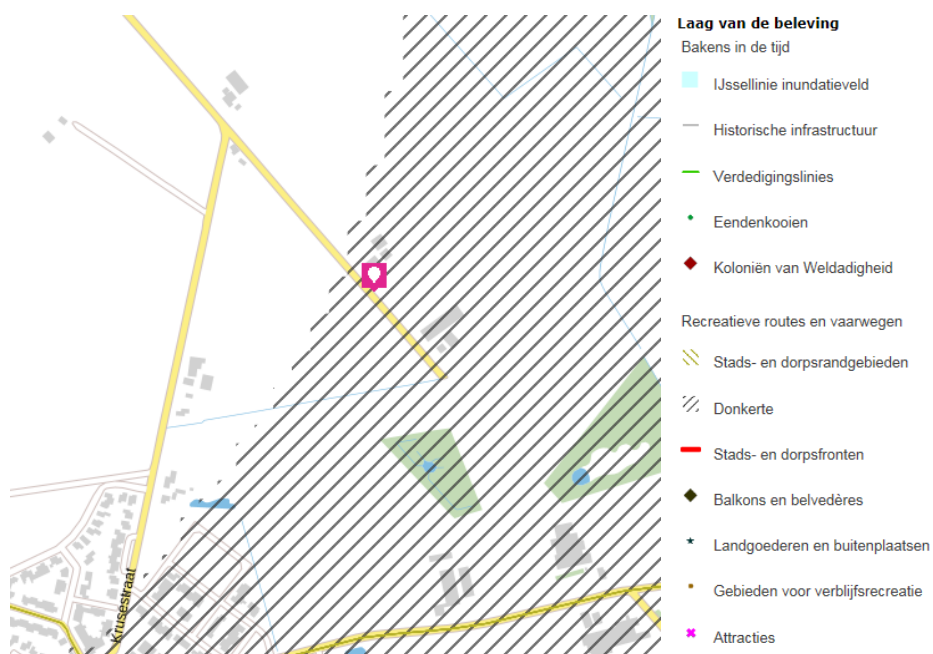 Laag van de beleving
Bakens in de tijd
IJssellinie inundatieveld
Historische infrastructuur
Verdedigingslinies
Eendenkooien
Koloniën van Weldadigheid
Recreatieve routes en vaarwegen
Stads- en dorpsrandgebieden
Donkerte
Stads- en dorpsfronten
Balkons en belvedères
Landgoederen en buitenplaatsen
Gebieden voor verblijfsrecreatie
Attracties
Krusestraat